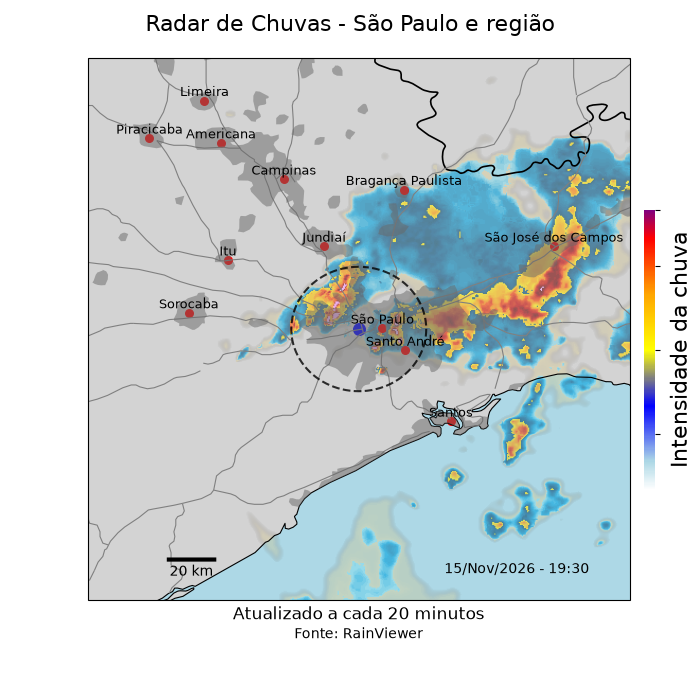 Radar de Chuvas - São Paulo e região
Limeira
Piracicaba
Americana
Campinas
Bragança Paulista
Jundiaí
São José dos Campos
Itu
Sorocaba
São Paulo
Santo André
Santos
Intensidade da chuva
20 km
15/Nov/2026 - 19:30
Atualizado a cada 20 minutos
Fonte: RainViewer